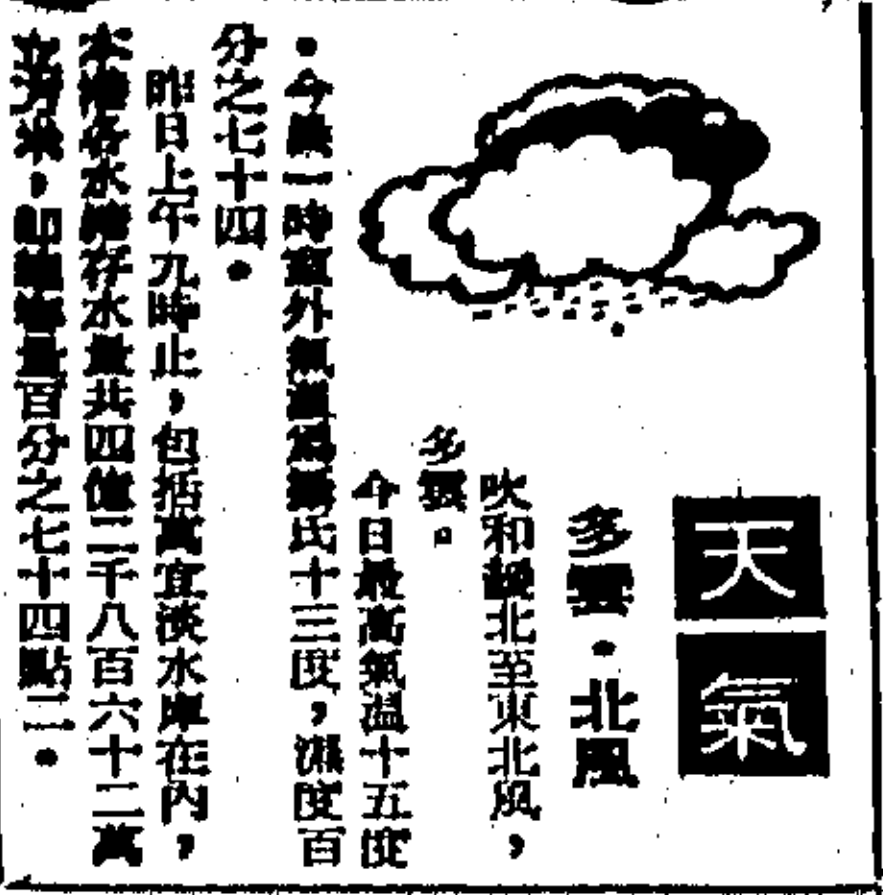 天氣
多雲·北風
吹和緩北至東北風，
多雲。
今日最高氣溫十五度
。今晨一時室外氣溫為攝氏十三度，濕度百
分之七十四。
昨日上午九時止，包括萬宜淡水庫在內，
本港各水塘存水量共四億二千八百六十二萬
立方米，即總容量百分之七十四點二。